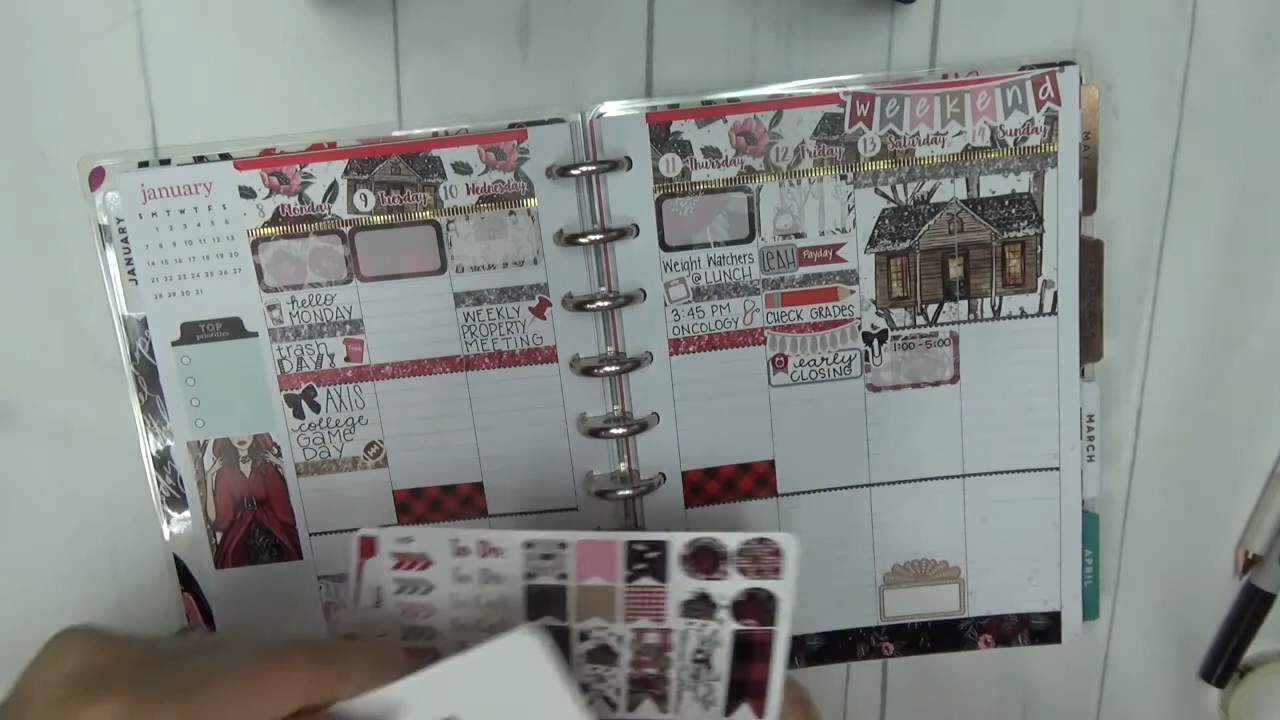 JANUARY
january
S M T W T F S
1 2 3 4 5 6
7 8 9 10 11 12 13
14 15 16 17 18 19 20
21 22 23 24 25 26 27
28 29 30 31
TOP
priorities
8 Monday
9 Tuesday
10 Wednesday
hello
MONDAY
trash
DAY!
AXIS
college
GAME
DAY
WEEKLY
PROPERTY
MEETING
weekend
11 Thursday
12 Friday
13 Saturday
14 Sunday
Weight Watchers
@ LUNCH
3:45 PM
ONCOLOGY
LEAH
Payday
CHECK GRADES
early
CLOSING
1:00 - 5:00
MAY
MARCH
APRIL
To Do